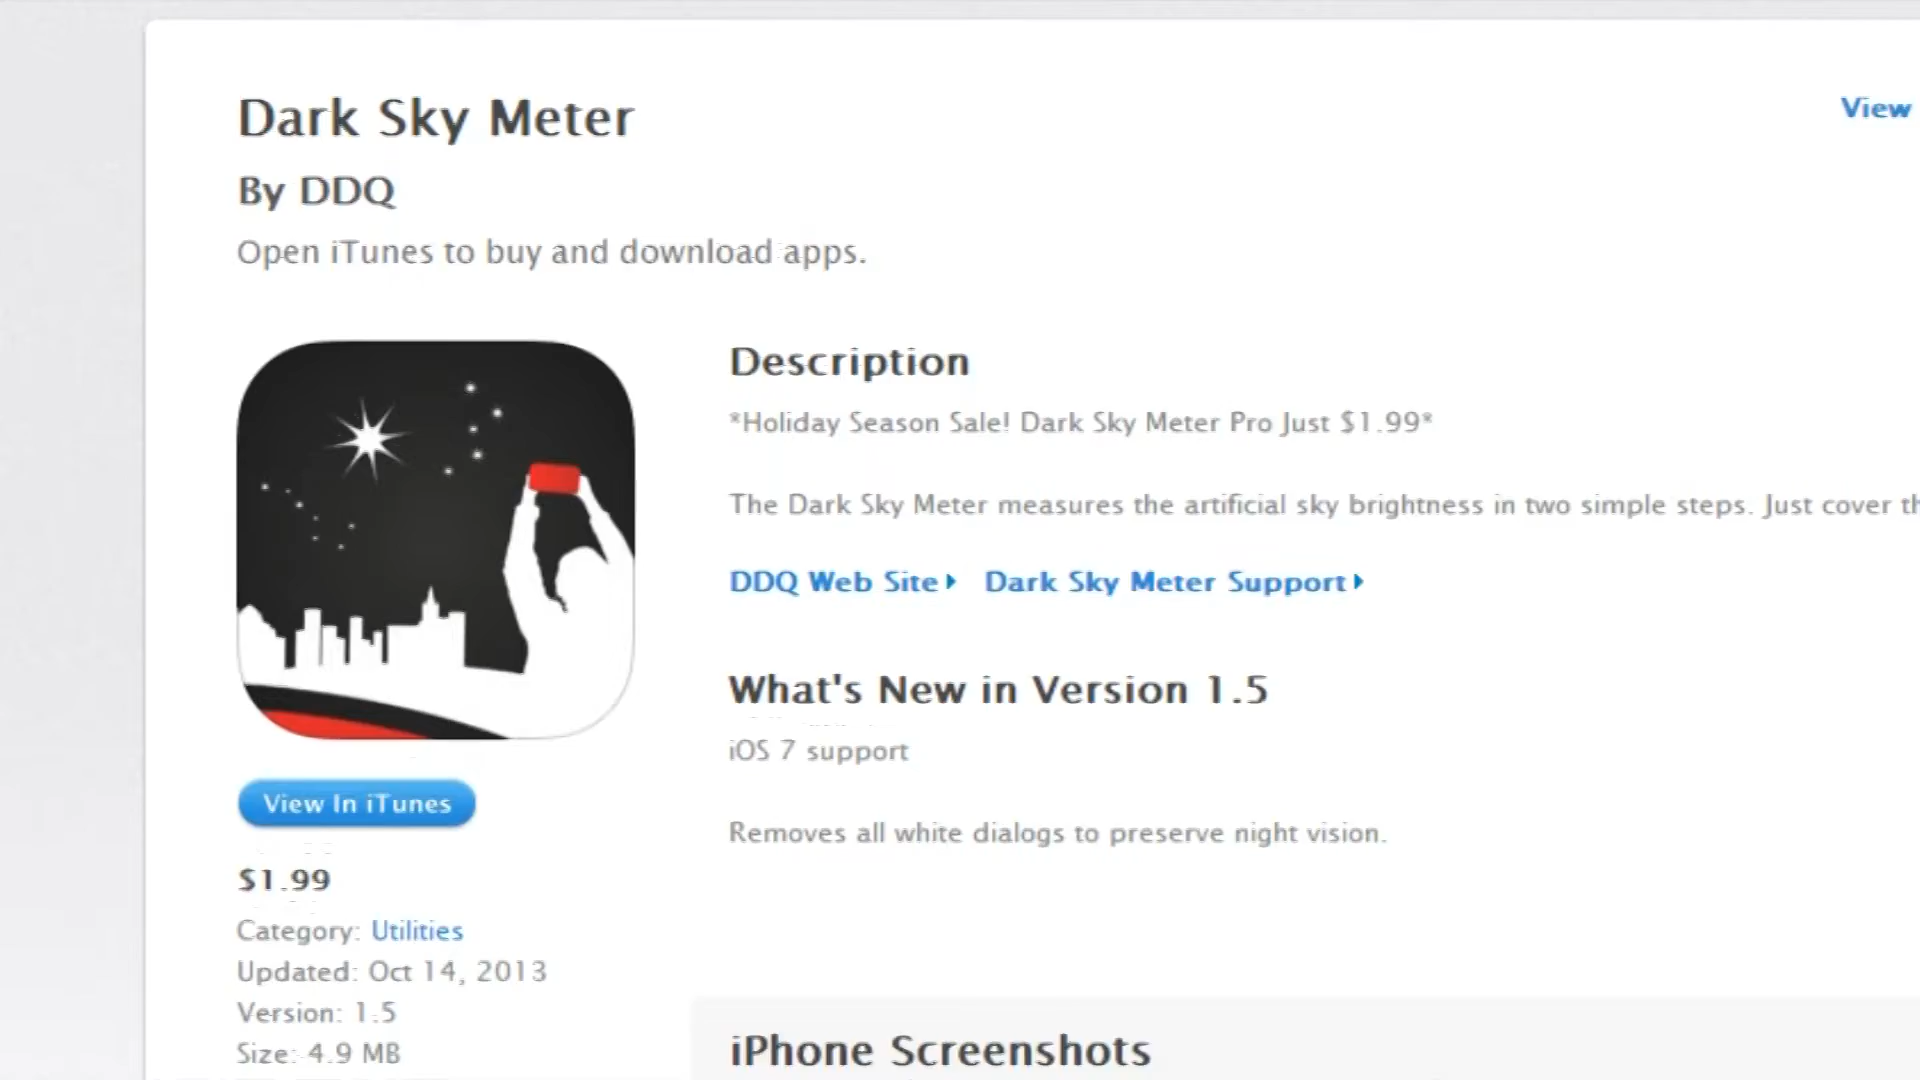 Dark Sky Meter
View
By DDQ
Open iTunes to buy and download apps.
Description
*Holiday Season Sale! Dark Sky Meter Pro Just $1.99*
The Dark Sky Meter measures the artificial sky brightness in two simple steps. Just cover
DDQ Web Site
Dark Sky Meter Support
What's New in Version 1.5
iOS 7 support
Removes all white dialogs to preserve night vision.
View In iTunes
$1.99
Category: Utilities
Updated: Oct 14, 2013
Version: 1.5
Size: 4.9 MB
iPhone Screenshots